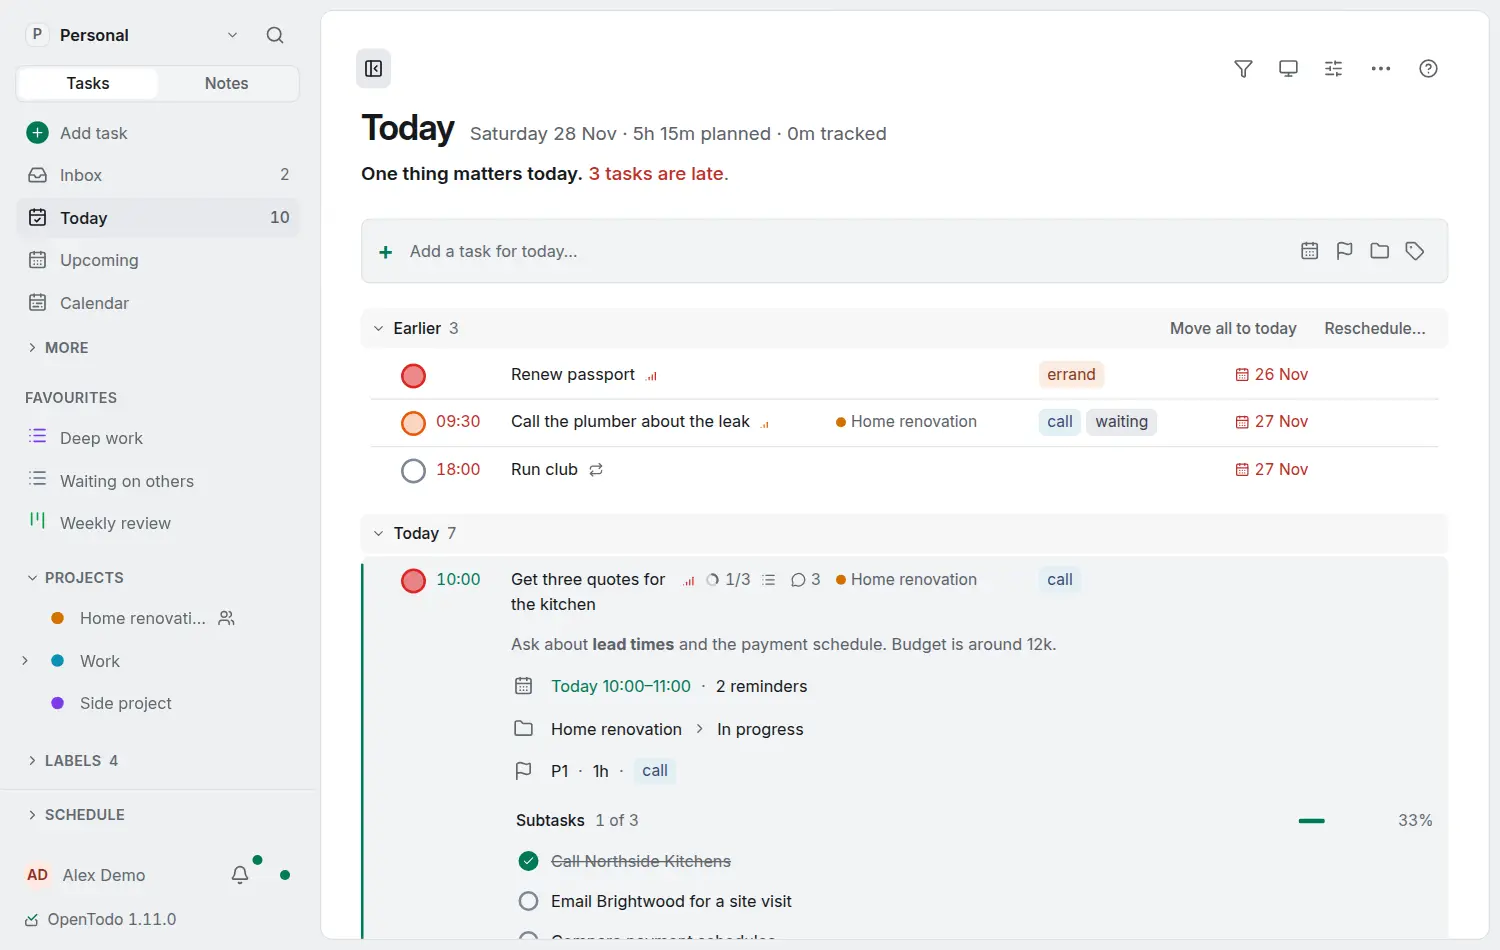 P Personal
Tasks Notes
Add task
Inbox 2
Today 10
Upcoming
Calendar
MORE
FAVOURITES
Deep work
Waiting on others
Weekly review
PROJECTS
Home renovati...
Work
Side project
LABELS 4
SCHEDULE
AD Alex Demo
OpenTodo 1.11.0
Today Saturday 28 Nov · 5h 15m planned · 0m tracked
One thing matters today. 3 tasks are late.
+ Add a task for today...
Earlier 3 Move all to today Reschedule...
Renew passport errand 26 Nov
09:30 Call the plumber about the leak Home renovation call waiting 27 Nov
18:00 Run club 27 Nov
Today 7
10:00 Get three quotes for 1/3 3 Home renovation call
the kitchen
Ask about lead times and the payment schedule. Budget is around 12k.
Today 10:00–11:00 · 2 reminders
Home renovation > In progress
P1 · 1h · call
Subtasks 1 of 3 33%
Call Northside Kitchens
Email Brightwood for a site visit
Compare payment schedules